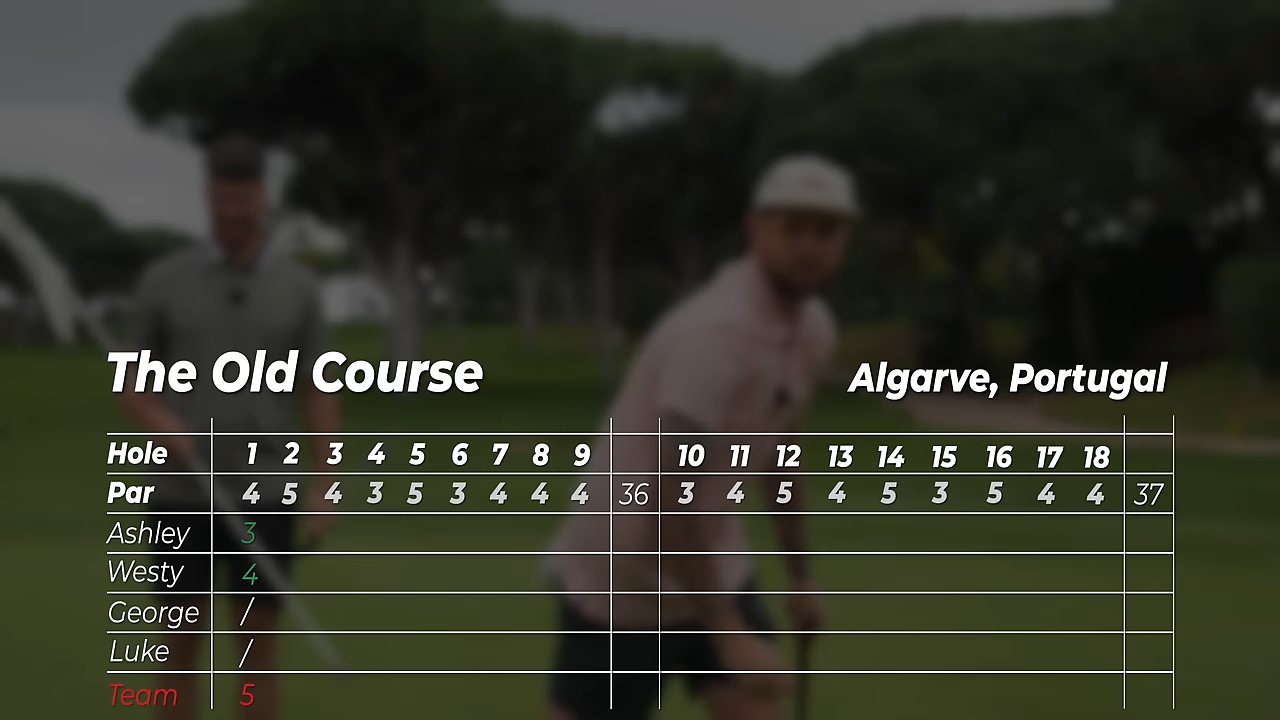 The Old Course Algarve, Portugal
Hole 1 2 3 4 5 6 7 8 9 10 11 12 13 14 15 16 17 18
Par 4 5 4 3 5 3 4 4 4 36 3 4 5 4 5 3 5 4 4 37
Ashley 3
Westy 4
George /
Luke /
Team 5